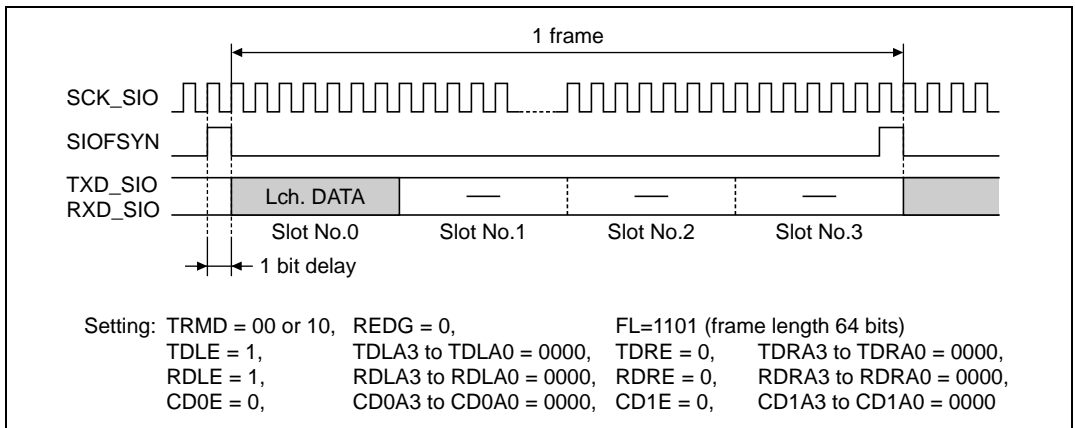 1 frame
SCK_SIO
SIOFSYN
TXD_SIO
RXD_SIO
Lch. DATA — — —
Slot No.0 Slot No.1 Slot No.2 Slot No.3
1 bit delay
Setting: TRMD = 00 or 10, REDG = 0, FL=1101 (frame length 64 bits)
TDLE = 1, TDLA3 to TDLA0 = 0000, TDRE = 0, TDRA3 to TDRA0 = 0000,
RDLE = 1, RDLA3 to RDLA0 = 0000, RDRE = 0, RDRA3 to RDRA0 = 0000,
CD0E = 0, CD0A3 to CD0A0 = 0000, CD1E = 0, CD1A3 to CD1A0 = 0000